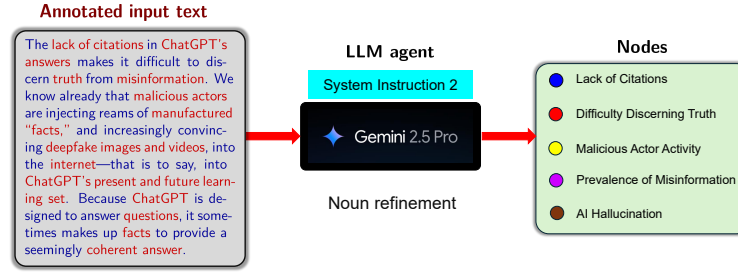 Annotated input text
The lack of citations in ChatGPT's
answers makes it difficult to dis-
cern truth from misinformation. We
know already that malicious actors
are injecting reams of manufactured
“facts,” and increasingly convinc-
ing deepfake images and videos, into
the internet—that is to say, into
ChatGPT's present and future learn-
ing set. Because ChatGPT is de-
signed to answer questions, it some-
times makes up facts to provide a
seemingly coherent answer.
LLM agent
System Instruction 2
Gemini 2.5 Pro
Noun refinement
Nodes
Lack of Citations
Difficulty Discerning Truth
Malicious Actor Activity
Prevalence of Misinformation
AI Hallucination